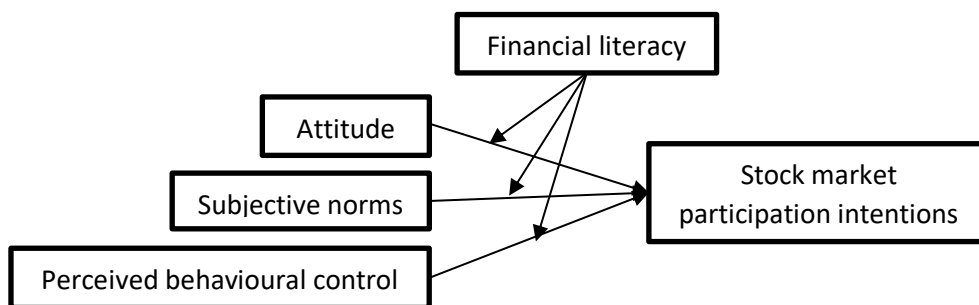 Financial literacy
Attitude
Subjective norms
Stock market
participation intentions
Perceived behavioural control